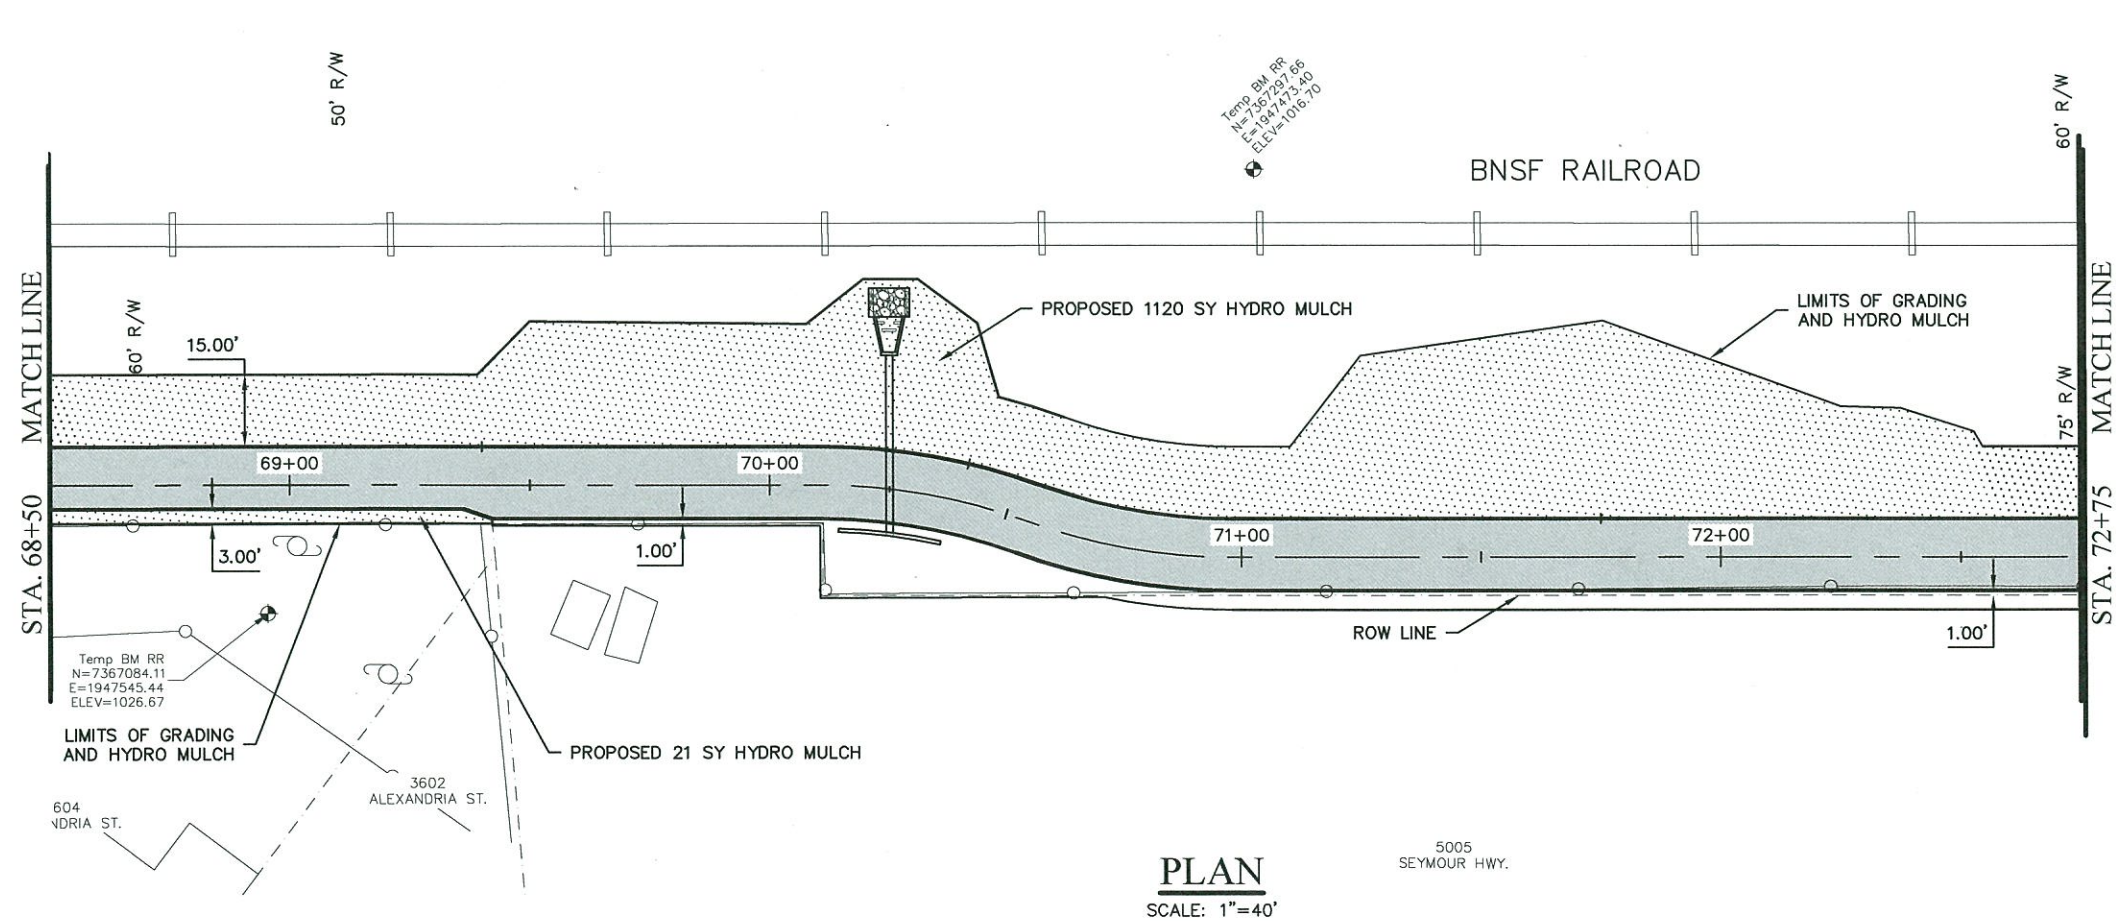 50' R/W
Temp BM RR
N=7367297.66
E=1947473.40
ELEV=1016.70
60' R/W
BNSF RAILROAD
MATCH LINE
STA. 68+50
60' R/W
15.00'
PROPOSED 1120 SY HYDRO MULCH
LIMITS OF GRADING
AND HYDRO MULCH
75' R/W
MATCH LINE
STA. 72+75
69+00
70+00
71+00
72+00
3.00'
1.00'
ROW LINE
1.00'
Temp BM RR
N=7367084.11
E=1947545.44
ELEV=1026.67
LIMITS OF GRADING
AND HYDRO MULCH
PROPOSED 21 SY HYDRO MULCH
3602
ALEXANDRIA ST.
604
NDRIA ST.
5005
SEYMOUR HWY.
PLAN
SCALE: 1"=40'